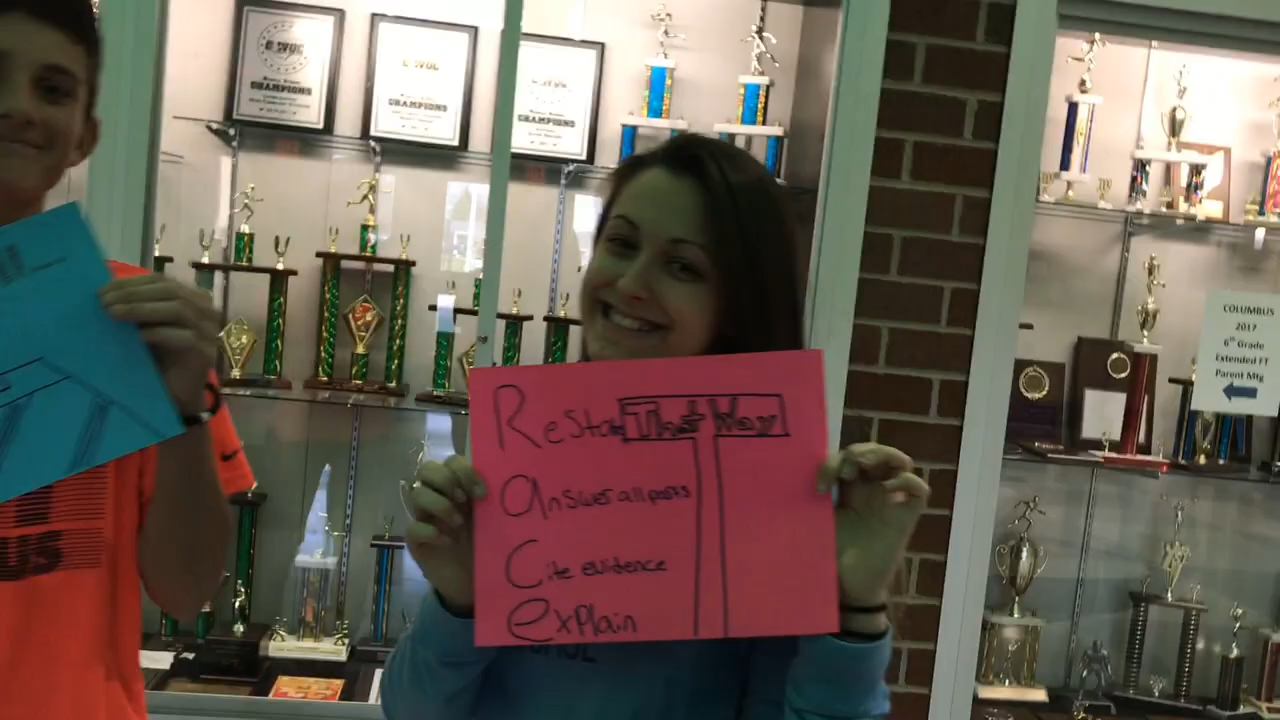 CHAMPIONS
CHAMPIONS
CHAMPIONS
COLUMBUS
2017
6th Grade
Extended FT
Parent Mtg
Resta That Way
Answer all parts
Cite evidence
Explain